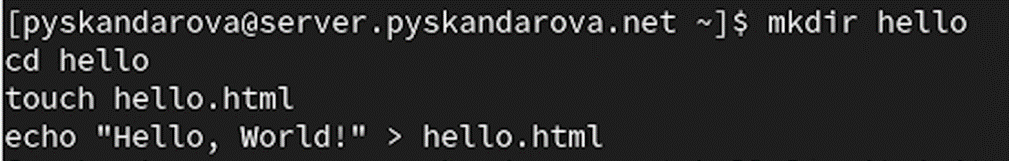 [pyskandarova@server.pyskandarova.net ~]$ mkdir hello
cd hello
touch hello.html
echo "Hello, World!" > hello.html